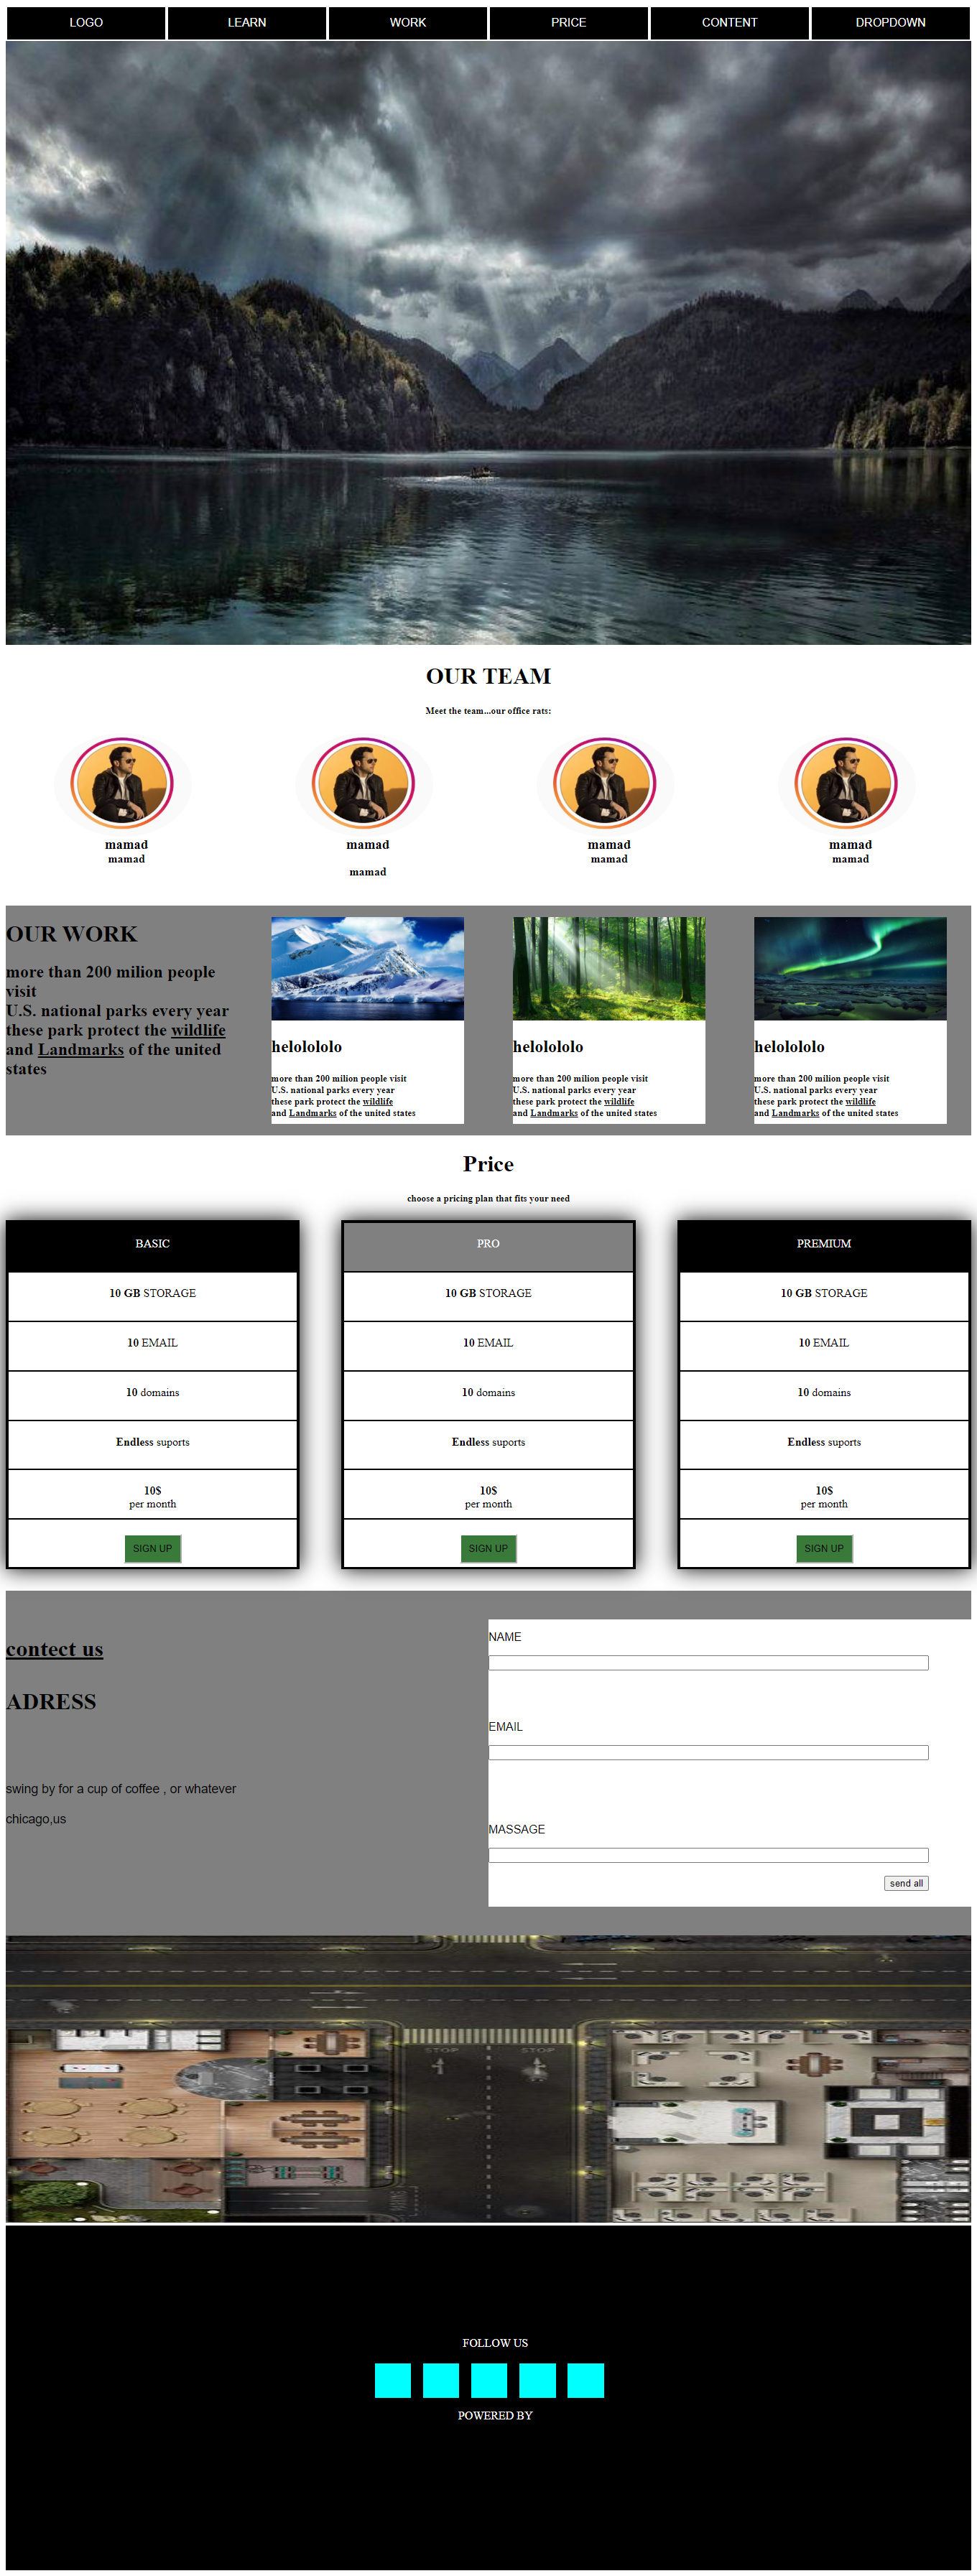 LOGO LEARN WORK PRICE CONTENT DROPDOWN
OUR TEAM
Meet the team...our office rats:
mamad
mamad
mamad
mamad
mamad
mamad
mamad
mamad
OUR WORK
more than 200 milion people
visit
U.S. national parks every year
these park protect the wildlife
and Landmarks of the united
states
helolololo
more than 200 milion people visit
U.S. national parks every year
these park protect the wildlife
and Landmarks of the united states
helolololo
more than 200 milion people visit
U.S. national parks every year
these park protect the wildlife
and Landmarks of the united states
helolololo
more than 200 milion people visit
U.S. national parks every year
these park protect the wildlife
and Landmarks of the united states
Price
choose a pricing plan that fits your need
BASIC
10 GB STORAGE
10 EMAIL
10 domains
Endless suports
10$
per month
SIGN UP
PRO
10 GB STORAGE
10 EMAIL
10 domains
Endless suports
10$
per month
SIGN UP
PREMIUM
10 GB STORAGE
10 EMAIL
10 domains
Endless suports
10$
per month
SIGN UP
contect us
ADRESS
swing by for a cup of coffee , or whatever
chicago,us
NAME
EMAIL
MASSAGE
send all
STOP STOP
FOLLOW US
POWERED BY